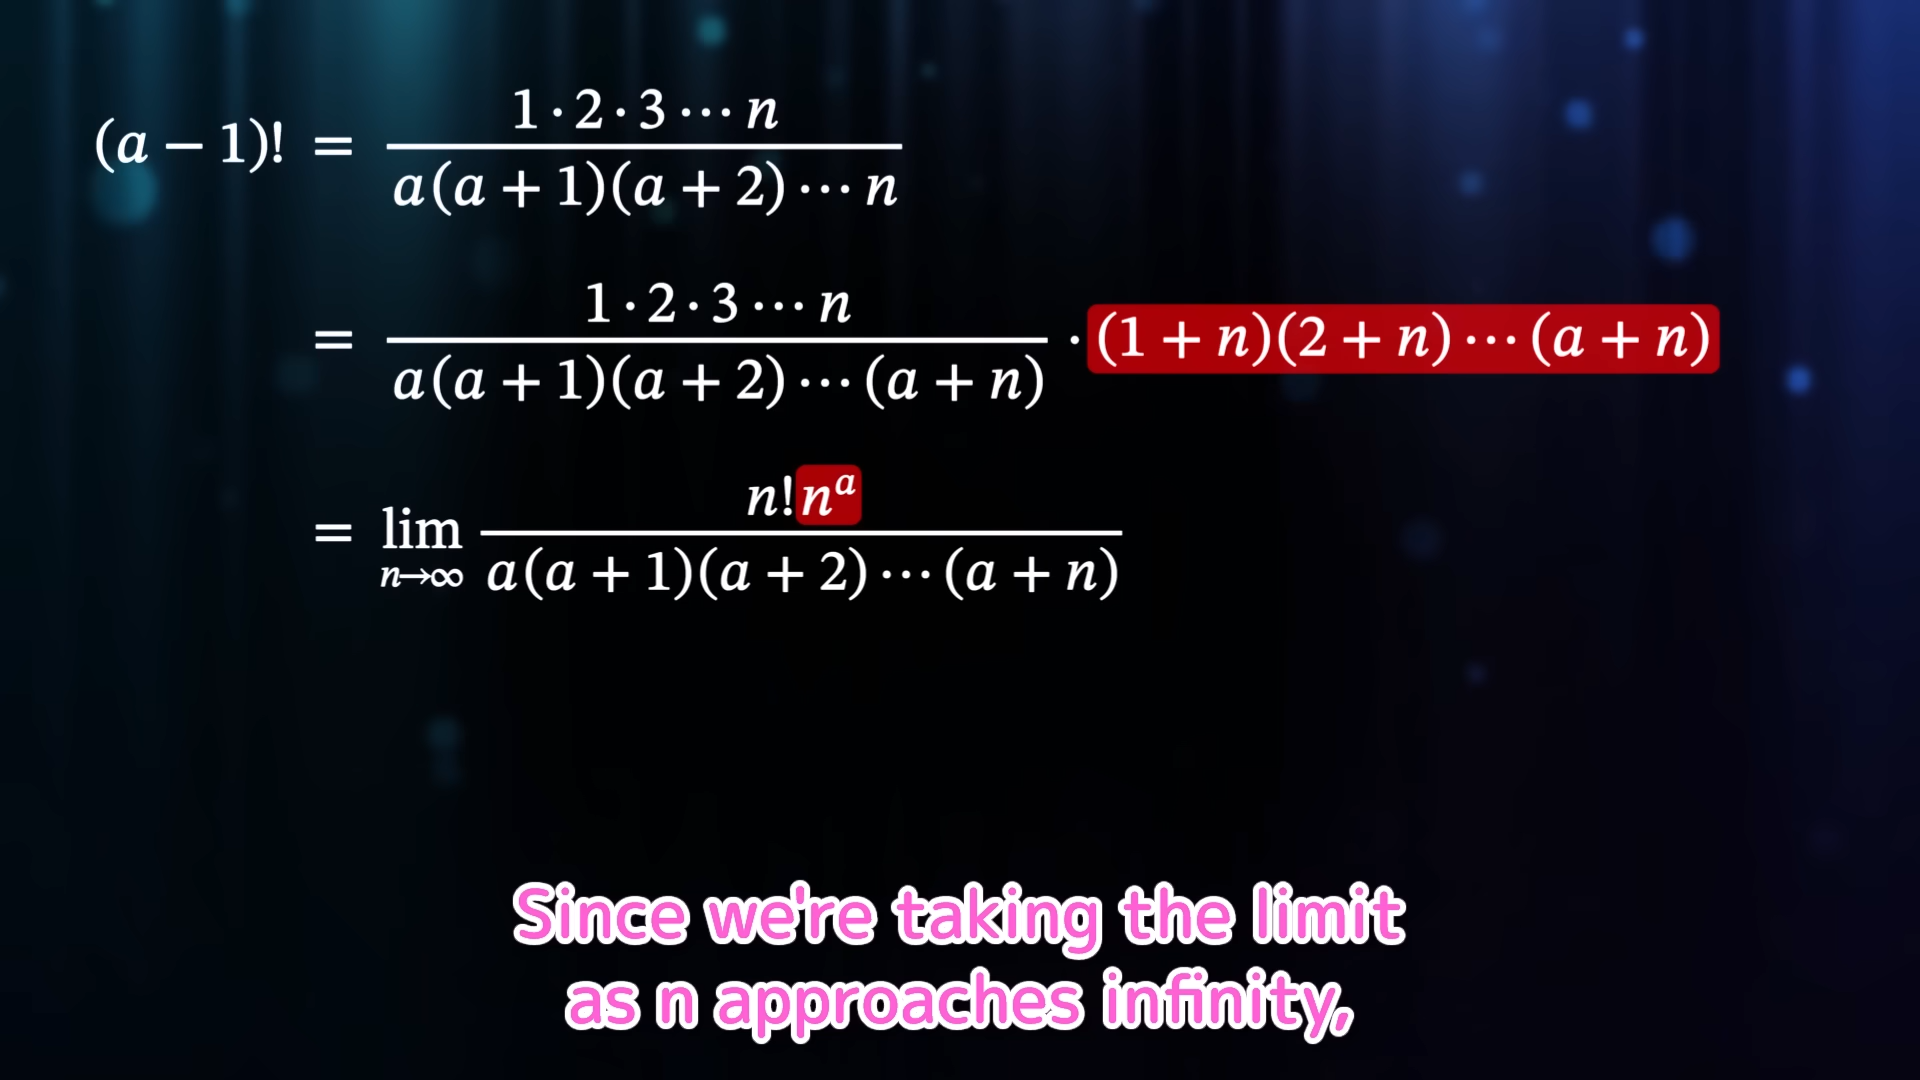 (a − 1)! = 1 · 2 · 3 ⋯ n / a(a + 1)(a + 2) ⋯ n
= 1 · 2 · 3 ⋯ n / a(a + 1)(a + 2) ⋯ (a + n) · (1 + n)(2 + n) ⋯ (a + n)
= lim n→∞ n! nᵃ / a(a + 1)(a + 2) ⋯ (a + n)
Since we're taking the limit
as n approaches infinity,